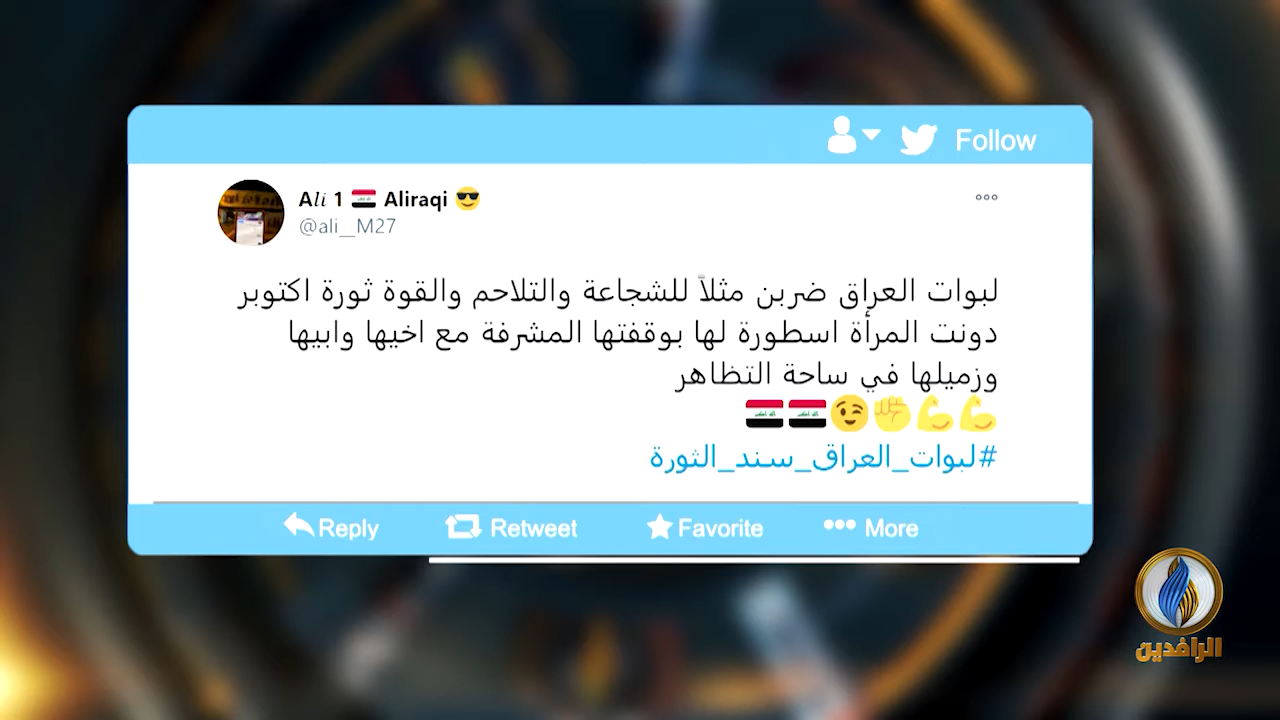 Follow
Ali 1 🇮🇶 Aliraqi 😎
@ali__M27
لبوات العراق ضربن مثلاً للشجاعة والتلاحم والقوة ثورة اكتوبر
دونت المرأة اسطورة لها بوقفتها المشرفة مع اخيها وابيها
وزميلها في ساحة التظاهر
💪💪✊😉🇮🇶🇮🇶
#لبوات_العراق_سند_الثورة
Reply Retweet Favorite More
الرافدين